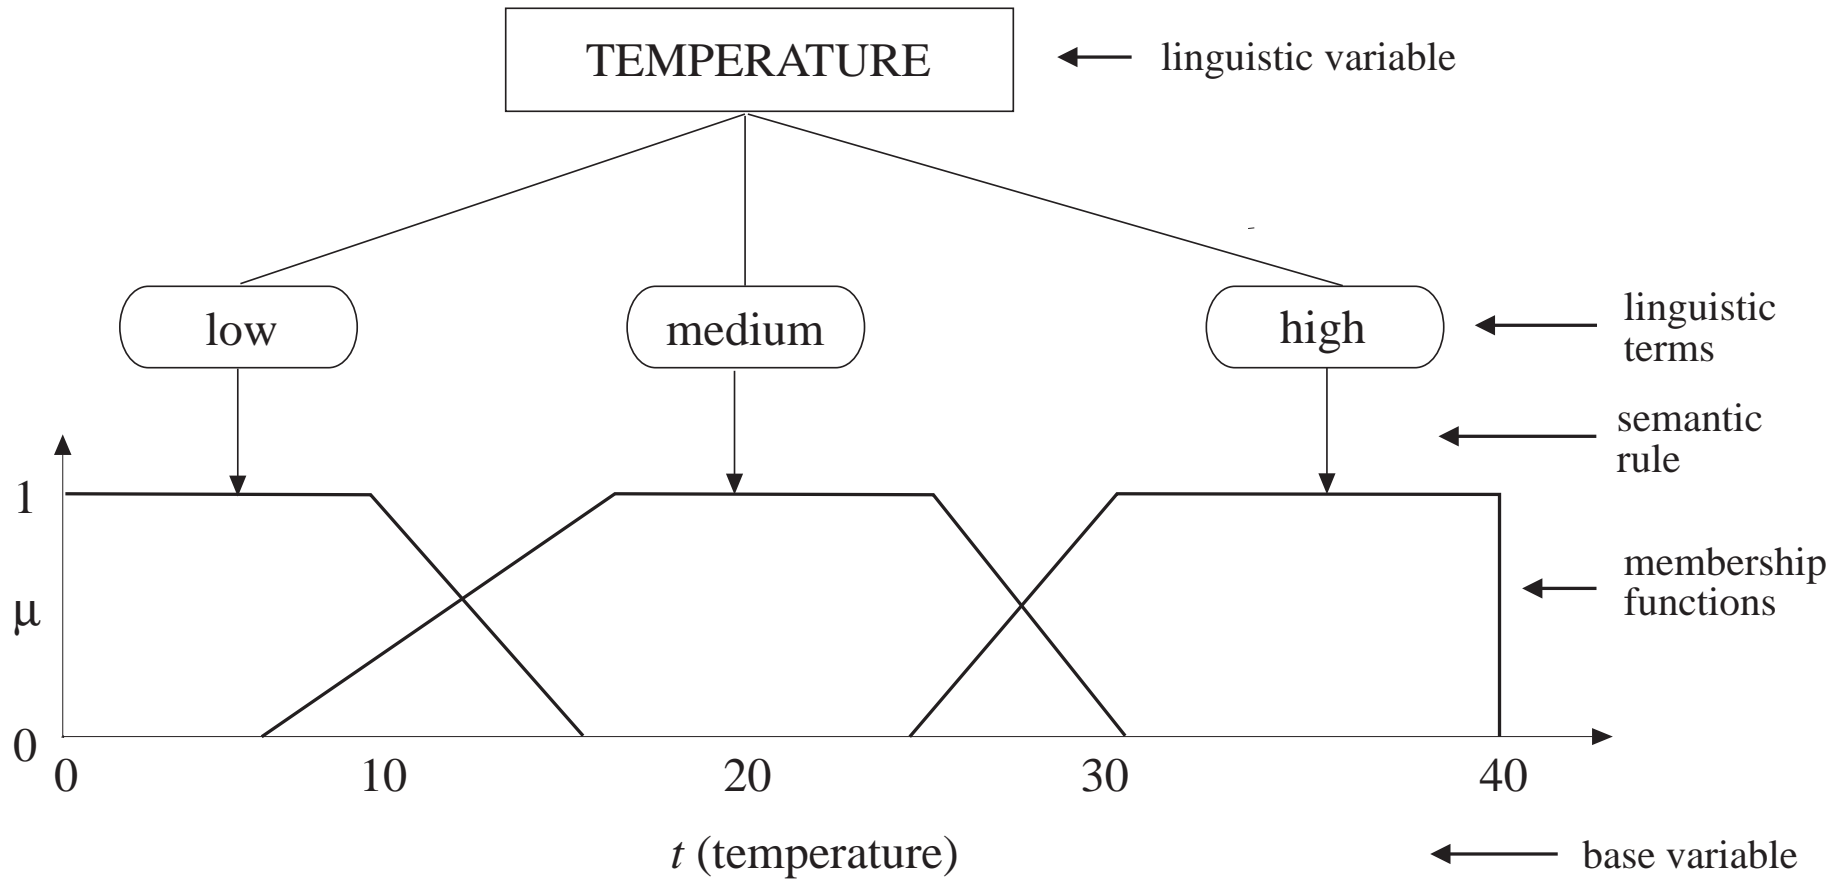 TEMPERATURE
linguistic variable
low
medium
high
linguistic
terms
semantic
rule
1
μ
0
membership
functions
0 10 20 30 40
t (temperature)
base variable